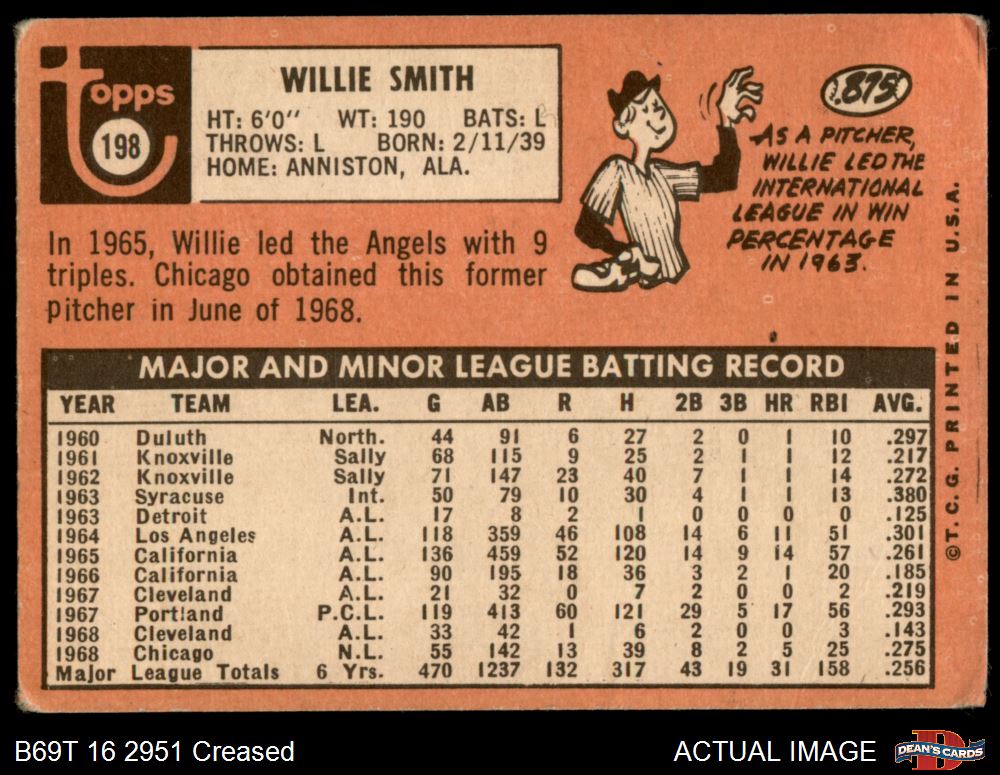 topps
198
WILLIE SMITH
HT: 6'0" WT: 190 BATS: L
THROWS: L BORN: 2/11/39
HOME: ANNISTON, ALA.
In 1965, Willie led the Angels with 9
triples. Chicago obtained this former
pitcher in June of 1968.
.875
AS A PITCHER,
WILLIE LED THE
INTERNATIONAL
LEAGUE IN WIN
PERCENTAGE
IN 1963.
MAJOR AND MINOR LEAGUE BATTING RECORD
YEAR TEAM LEA. G AB R H 2B 3B HR RBI AVG.
1960 Duluth North. 44 91 6 27 2 0 1 10 .297
1961 Knoxville Sally 68 115 9 25 2 1 1 12 .217
1962 Knoxville Sally 71 147 23 40 7 1 1 14 .272
1963 Syracuse Int. 50 79 10 30 4 1 1 13 .380
1963 Detroit A.L. 17 8 2 1 0 0 0 0 .125
1964 Los Angeles A.L. 118 359 46 108 14 6 11 51 .301
1965 California A.L. 136 459 52 120 14 9 14 57 .261
1966 California A.L. 90 195 18 36 3 2 1 20 .185
1967 Cleveland A.L. 21 32 0 7 2 0 0 2 .219
1967 Portland P.C.L. 119 413 60 121 29 5 17 56 .293
1968 Cleveland A.L. 33 42 1 6 2 0 0 3 .143
1968 Chicago N.L. 55 142 13 39 8 2 5 25 .275
Major League Totals 6 Yrs. 470 1237 132 317 43 19 31 158 .256
© T. C. G. PRINTED IN U.S.A.
B69T 16 2951 Creased
ACTUAL IMAGE
D
DEAN'S CARDS